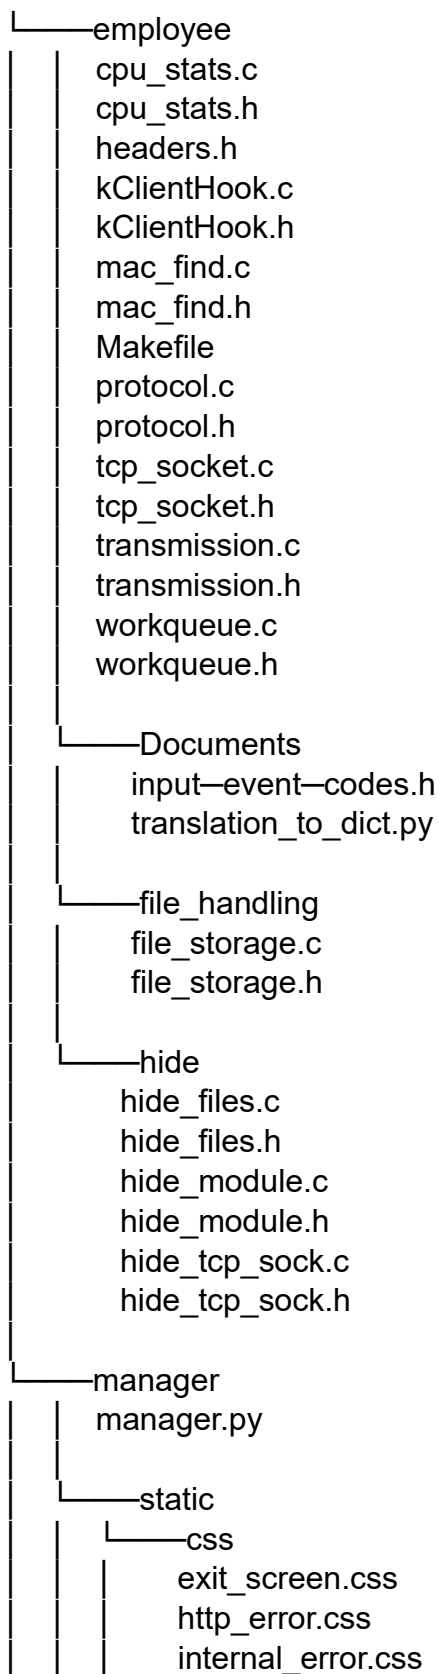 employee
cpu_stats.c
cpu_stats.h
headers.h
kClientHook.c
kClientHook.h
mac_find.c
mac_find.h
Makefile
protocol.c
protocol.h
tcp_socket.c
tcp_socket.h
transmission.c
transmission.h
workqueue.c
workqueue.h
Documents
input─event─codes.h
translation_to_dict.py
file_handling
file_storage.c
file_storage.h
hide
hide_files.c
hide_files.h
hide_module.c
hide_module.h
hide_tcp_sock.c
hide_tcp_sock.h
manager
manager.py
static
css
exit_screen.css
http_error.css
internal_error.css